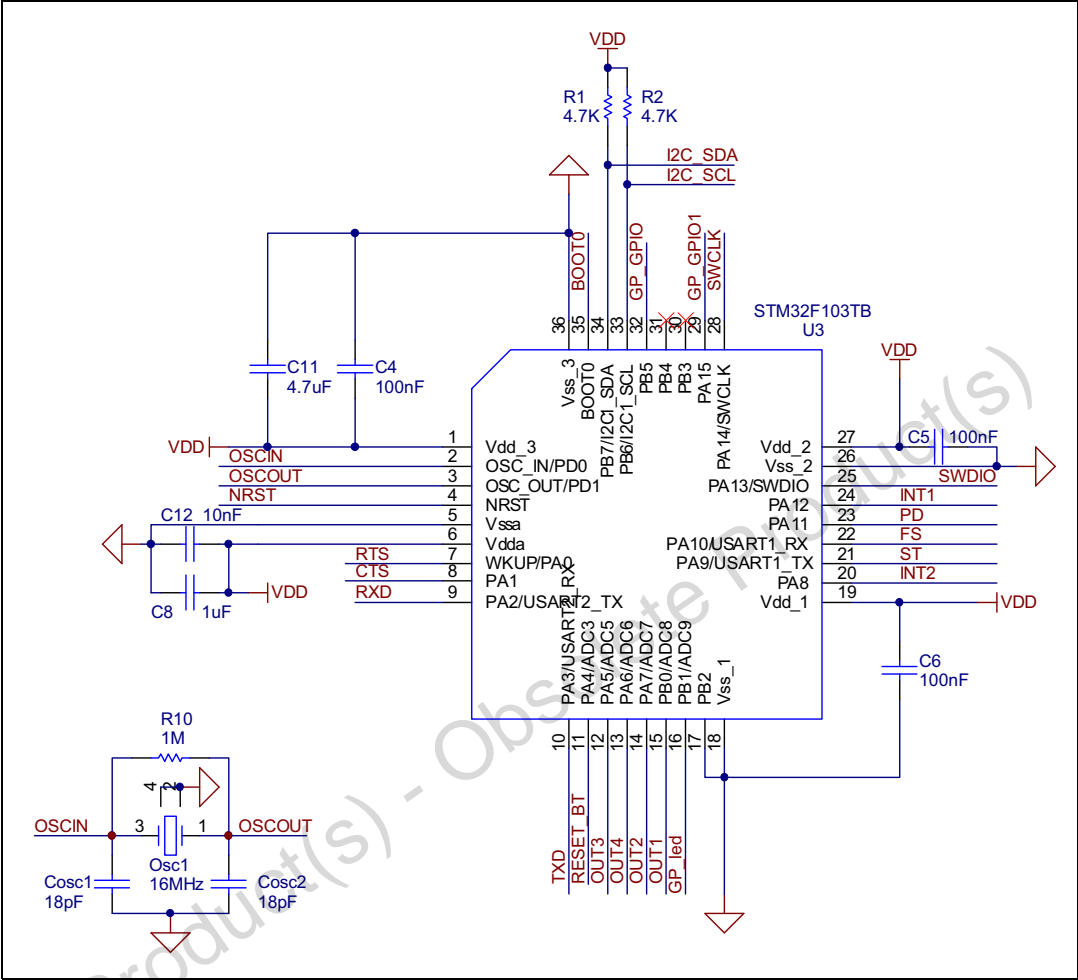 VDD
R1
4.7K
R2
4.7K
I2C_SDA
I2C_SCL
BOOT0
GP_GPIO
GP_GPIO1
SWCLK
STM32F103TB
U3
36
35
34
33
32
31
30
29
28
Vss_3
BOOT0
PB7/I2C1_SDA
PB6/I2C1_SCL
PB5
PB4
PB3
PA15
PA14/SWCLK
C11
4.7uF
C4
100nF
VDD
OSCIN
OSCOUT
NRST
C12 10nF
C8 1uF
VDD
RTS
CTS
RXD
1
2
3
4
5
6
7
8
9
Vdd_3
OSC_IN/PD0
OSC_OUT/PD1
NRST
Vssa
Vdda
WKUP/PA0
PA1
PA2/USART2_TX
Vdd_2
Vss_2
PA13/SWDIO
PA12
PA11
PA10/USART1_RX
PA9/USART1_TX
PA8
Vdd_1
27
26
25
24
23
22
21
20
19
VDD
C5 100nF
SWDIO
INT1
PD
FS
ST
INT2
VDD
C6
100nF
PA3/USART2_RX
PA4/ADC3
PA5/ADC5
PA6/ADC6
PA7/ADC7
PB0/ADC8
PB1/ADC9
PB2
Vss_1
10
11
12
13
14
15
16
17
18
TXD
RESET_BT
OUT3
OUT4
OUT2
OUT1
GP_led
R10
1M
4
2
OSCIN
3
1
OSCOUT
Osc1
16MHz
Cosc1
18pF
Cosc2
18pF
Product(s) - Obsolete Product(s)